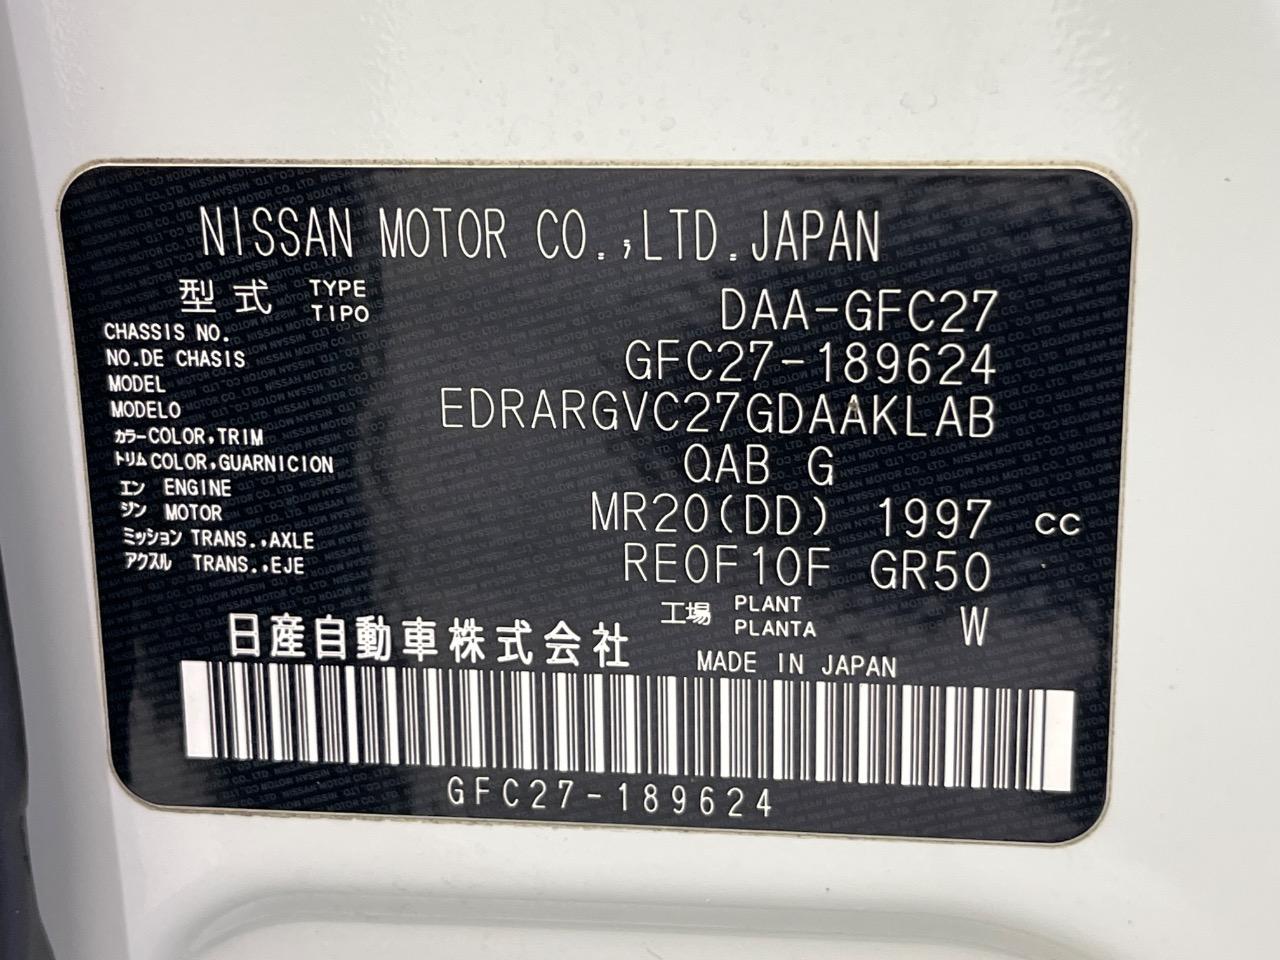 NISSAN MOTOR CO.,LTD.JAPAN
型式 TYPE TIPO DAA-GFC27
CHASSIS NO.
NO.DE CHASIS GFC27-189624
MODEL
MODELO EDRARGVC27GDAAKLAB
カラー COLOR,TRIM
トリム COLOR,GUARNICION QAB G
エン ENGINE
ジン MOTOR MR20(DD) 1997 cc
ミッション TRANS.,AXLE
アクスル TRANS.,EJE RE0F10F GR50
工場 PLANT PLANTA W
日産自動車株式会社 MADE IN JAPAN
GFC27-189624